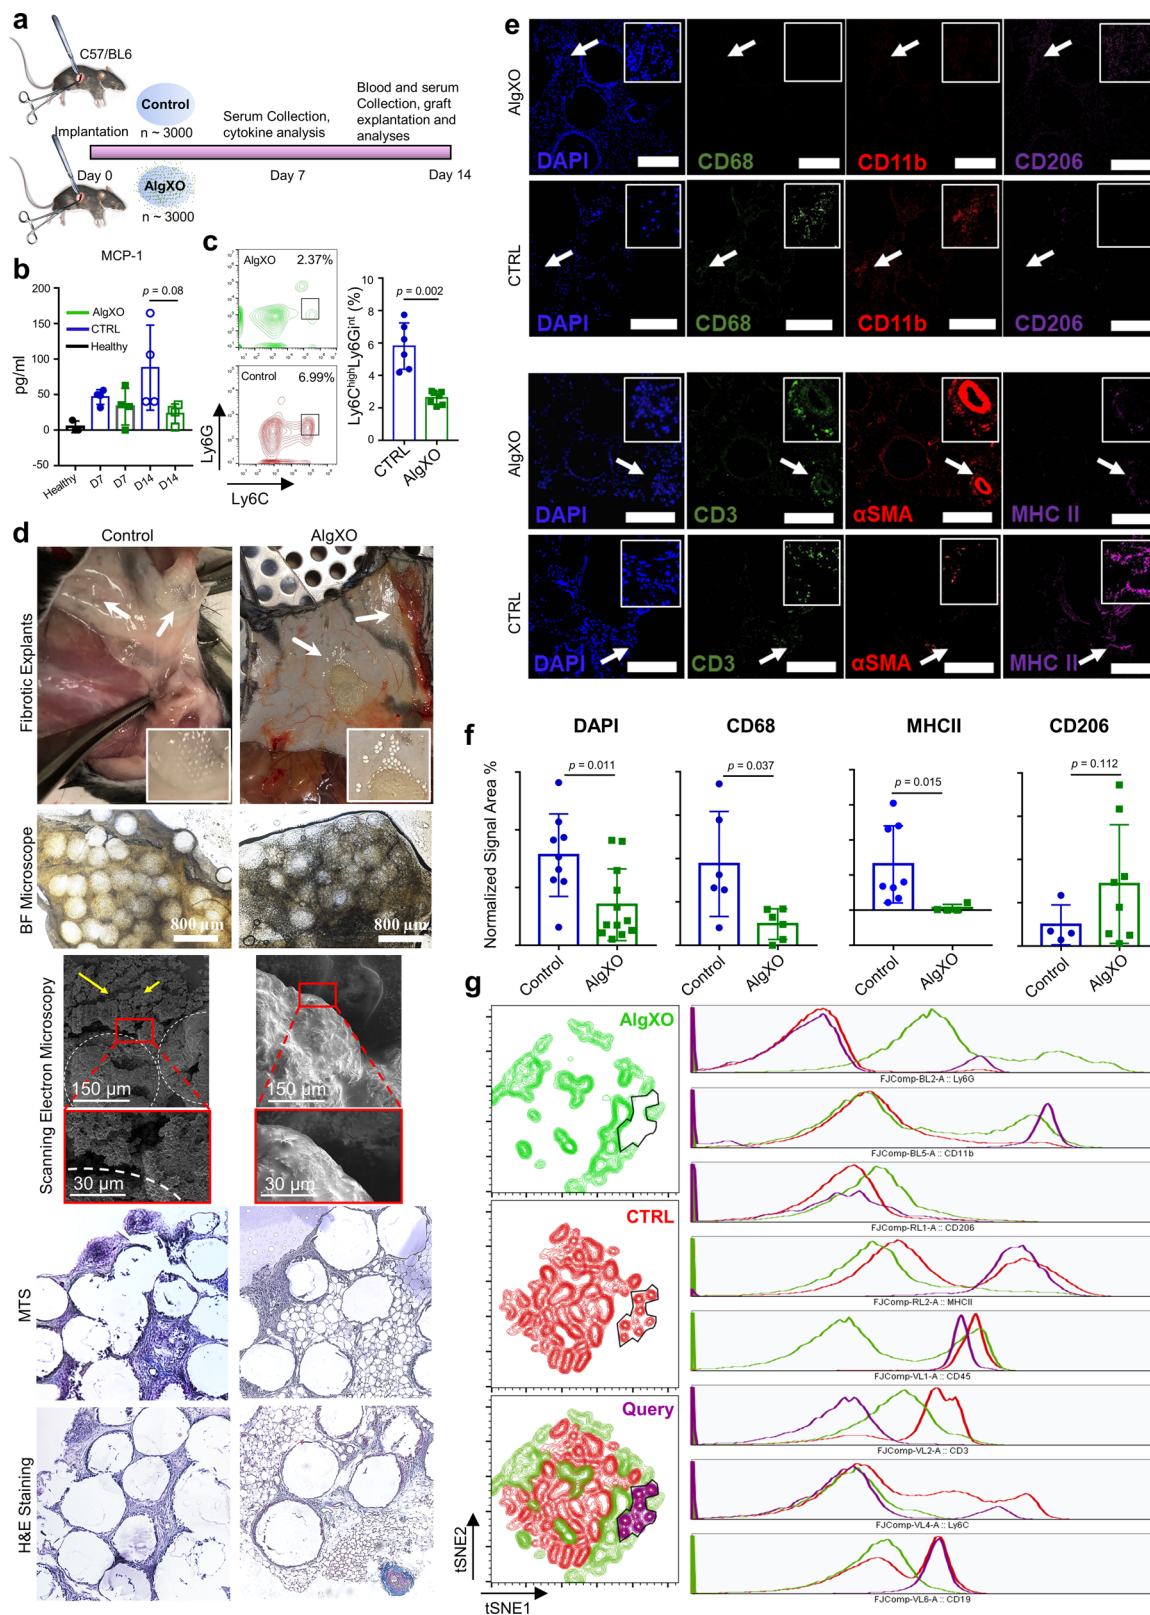 a
C57/BL6
Control
n ~ 3000
Implantation
Serum Collection,
cytokine analysis
Blood and serum
Collection, graft
explantation and
analyses
Day 0
Day 7
Day 14
AlgXO
n ~ 3000
b
MCP-1
p = 0.08
AlgXO
CTRL
Healthy
pg/ml
200
150
100
50
0
-50
Healthy
D7
D7
D14
D14
c
AlgXO
2.37%
Control
6.99%
Ly6G
Ly6C
p = 0.002
Ly6C^high Ly6G^int (%)
10
8
6
4
2
0
CTRL
AlgXO
d
Control
AlgXO
Fibrotic Explants
BF Microscope
800 μm
800 μm
Scanning Electron Microscopy
150 μm
150 μm
30 μm
30 μm
MTS
H&E Staining
e
AlgXO
DAPI
CD68
CD11b
CD206
CTRL
DAPI
CD68
CD11b
CD206
AlgXO
DAPI
CD3
αSMA
MHC II
CTRL
DAPI
CD3
αSMA
MHC II
f
DAPI
CD68
MHCII
CD206
Normalized Signal Area %
p = 0.011
p = 0.037
p = 0.015
p = 0.112
Control
AlgXO
Control
AlgXO
Control
AlgXO
Control
AlgXO
g
AlgXO
CTRL
Query
tSNE2
tSNE1
FJComp-BL2-A :: Ly6G
FJComp-BL5-A :: CD11b
FJComp-RL1-A :: CD206
FJComp-RL2-A :: MHCII
FJComp-VL1-A :: CD45
FJComp-VL2-A :: CD3
FJComp-VL4-A :: Ly6C
FJComp-VL6-A :: CD19